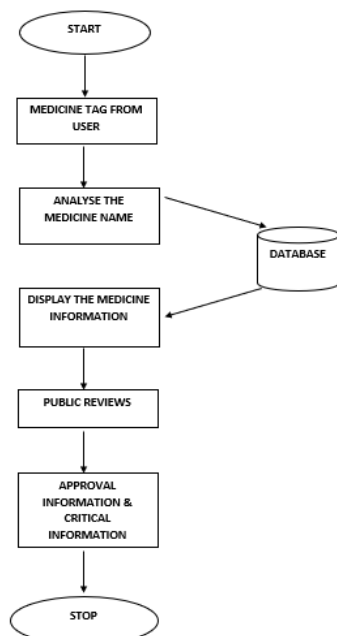 START
MEDICINE TAG FROM
USER
ANALYSE THE
MEDICINE NAME
DATABASE
DISPLAY THE MEDICINE
INFORMATION
PUBLIC REVIEWS
APPROVAL
INFORMATION &
CRITICAL
INFORMATION
STOP